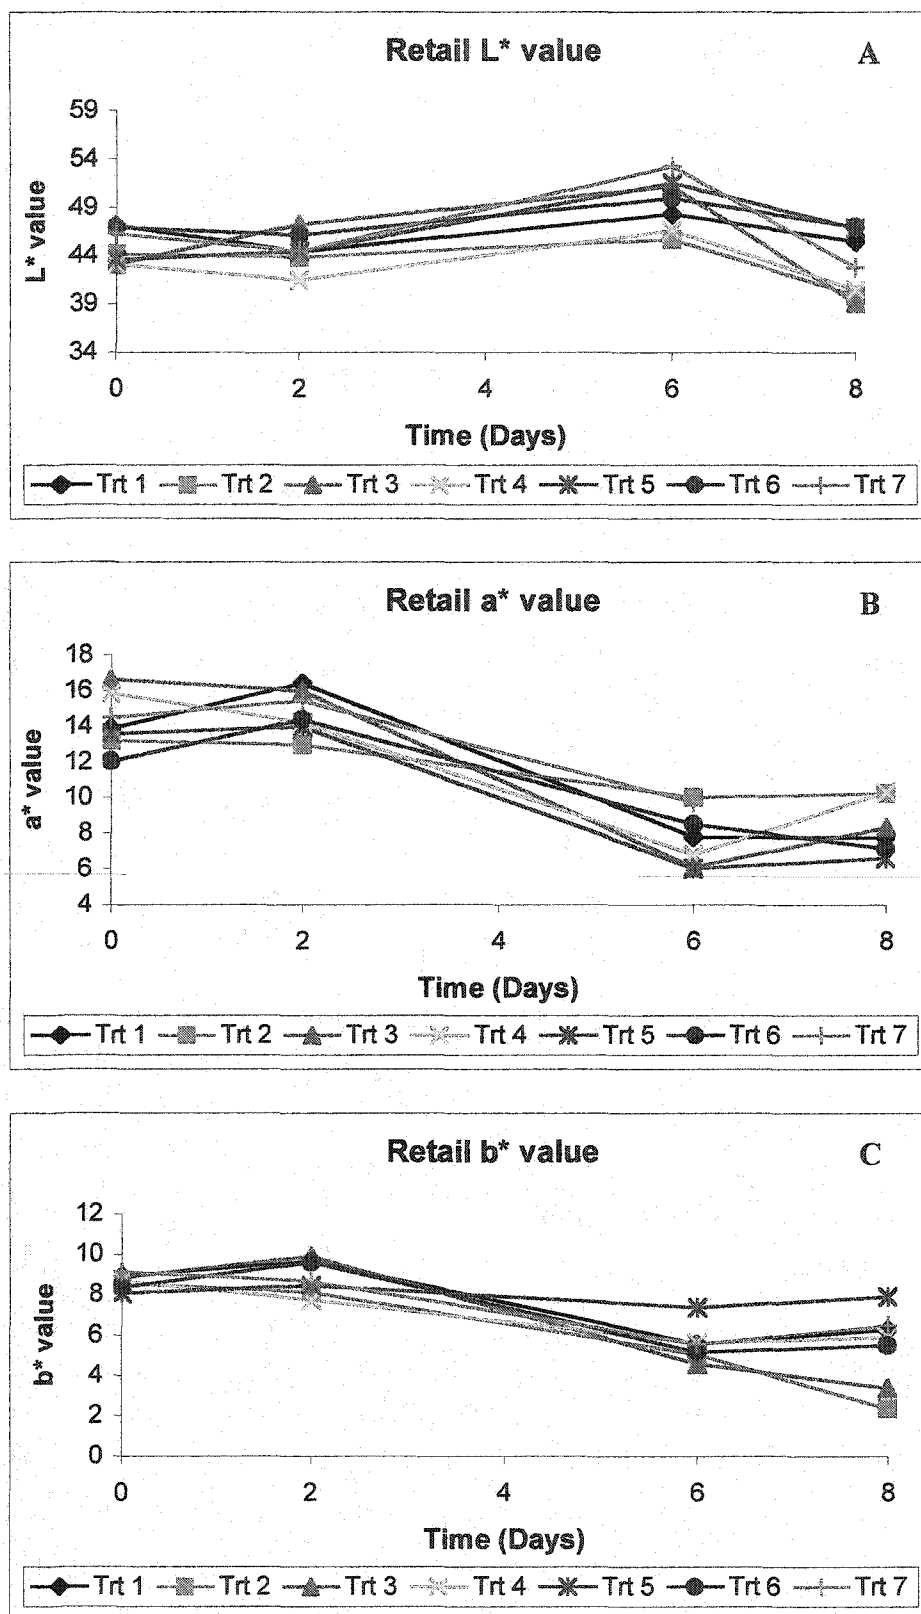 Retail L* value A
59
54
49
44
39
34
L* value
0 2 4 6 8
Time (Days)
Trt 1 Trt 2 Trt 3 Trt 4 Trt 5 Trt 6 Trt 7
Retail a* value B
18
16
14
12
10
8
6
4
a* value
0 2 4 6 8
Time (Days)
Trt 1 Trt 2 Trt 3 Trt 4 Trt 5 Trt 6 Trt 7
Retail b* value C
12
10
8
6
4
2
0
b* value
0 2 4 6 8
Time (Days)
Trt 1 Trt 2 Trt 3 Trt 4 Trt 5 Trt 6 Trt 7